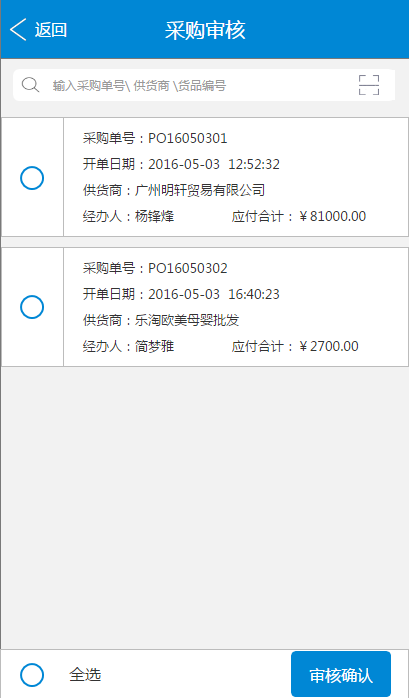 返回
采购审核
输入采购单号\ 供货商 \货品编号
采购单号：PO16050301
开单日期：2016-05-03 12:52:32
供货商：广州明轩贸易有限公司
经办人：杨锋烽 应付合计：￥81000.00
采购单号：PO16050302
开单日期：2016-05-03 16:40:23
供货商：乐淘欧美母婴批发
经办人：简梦雅 应付合计：￥2700.00
全选
审核确认